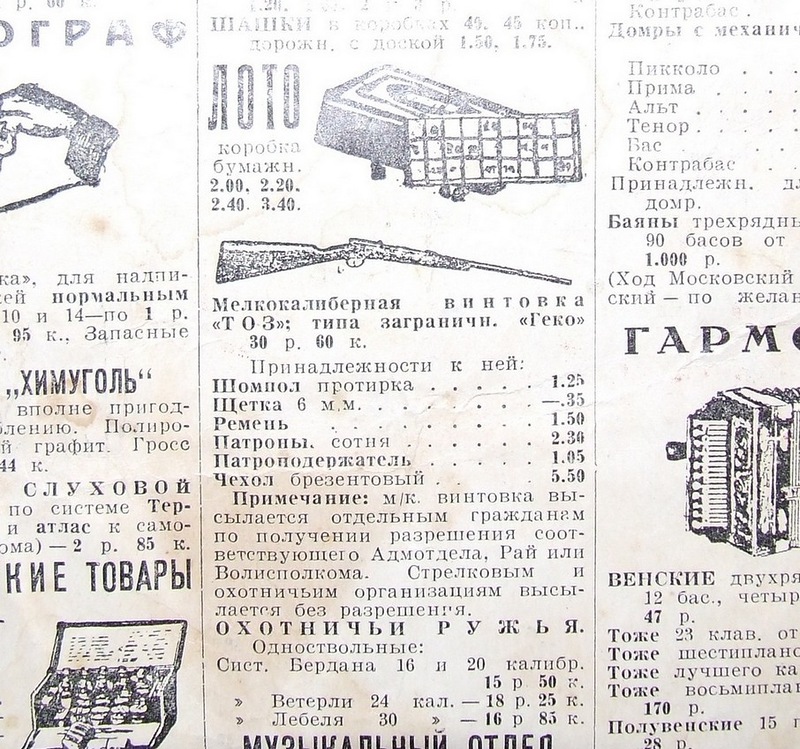 ОГРАФ
ка», для надпи-
ей нормальным
10 и 14—по 1 р.
95 к., Запасные
„ХИМУГОЛЬ“
вполне пригод-
лению. Полиро-
й графит. Гросс
44 к.
СЛУХОВОЙ
по системе Тер-
и атлас к само-
ома) — 2 р. 85 к.
КИЕ ТОВАРЫ
ШАШКИ в коробках 40, 45 коп..
дорожн. с доской 1.50, 1.75.
ЛОТО
коробка
бумажн.
2.00, 2.20,
2.40 3.40.
Мелкокалиберная винтовка
«ТОЗ»; типа заграничн. «Геко»
30 р. 60 к.
Принадлежности к ней:
Шомпол протирка . . . . . 1.25
Щетка 6 м.м. . . . . . . —.35
Ремень . . . . . . . 1.50
Патроны, сотня . . . . . 2.30
Патронодержатель . . . . . 1.05
Чехол брезентовый . . . . 5.50
Примечание: м/к. винтовка вы-
сылается отдельным гражданам
по получении разрешения соот-
ветствующего Адмотдела, Рай или
Волисполкома. Стрелковым и
охотничьим организациям высы-
лается без разрешения.
ОХОТНИЧЬИ РУЖЬЯ.
Одноствольные:
Сист. Бердана 16 и 20 калибр.
15 р 50 к.
» Ветерли 24 кал. — 18 р. 25 к.
» Лебеля 30 » — 16 р 85 к.
МУЗЫКАЛЬНЫЙ ОТДЕЛ
Контрабас .
Домры с механич
Пикколо . . .
Прима . . . .
Альт . . . .
Тенор . . . .
Бас . . . .
Контрабас . . .
Принадлежн. дл
домр.
Баяны трехрядны
90 басов от
1.000 р.
(Ход Московский
ский — по желан
ГАРМО
ВЕНСКИЕ двухря
12 бас., четыр
47 р.
Тоже 23 клав. от
Тоже шестиплано
Тоже лучшего ка
Тоже восьмиплан
170 р.
Полувенские 15 п
28 р.